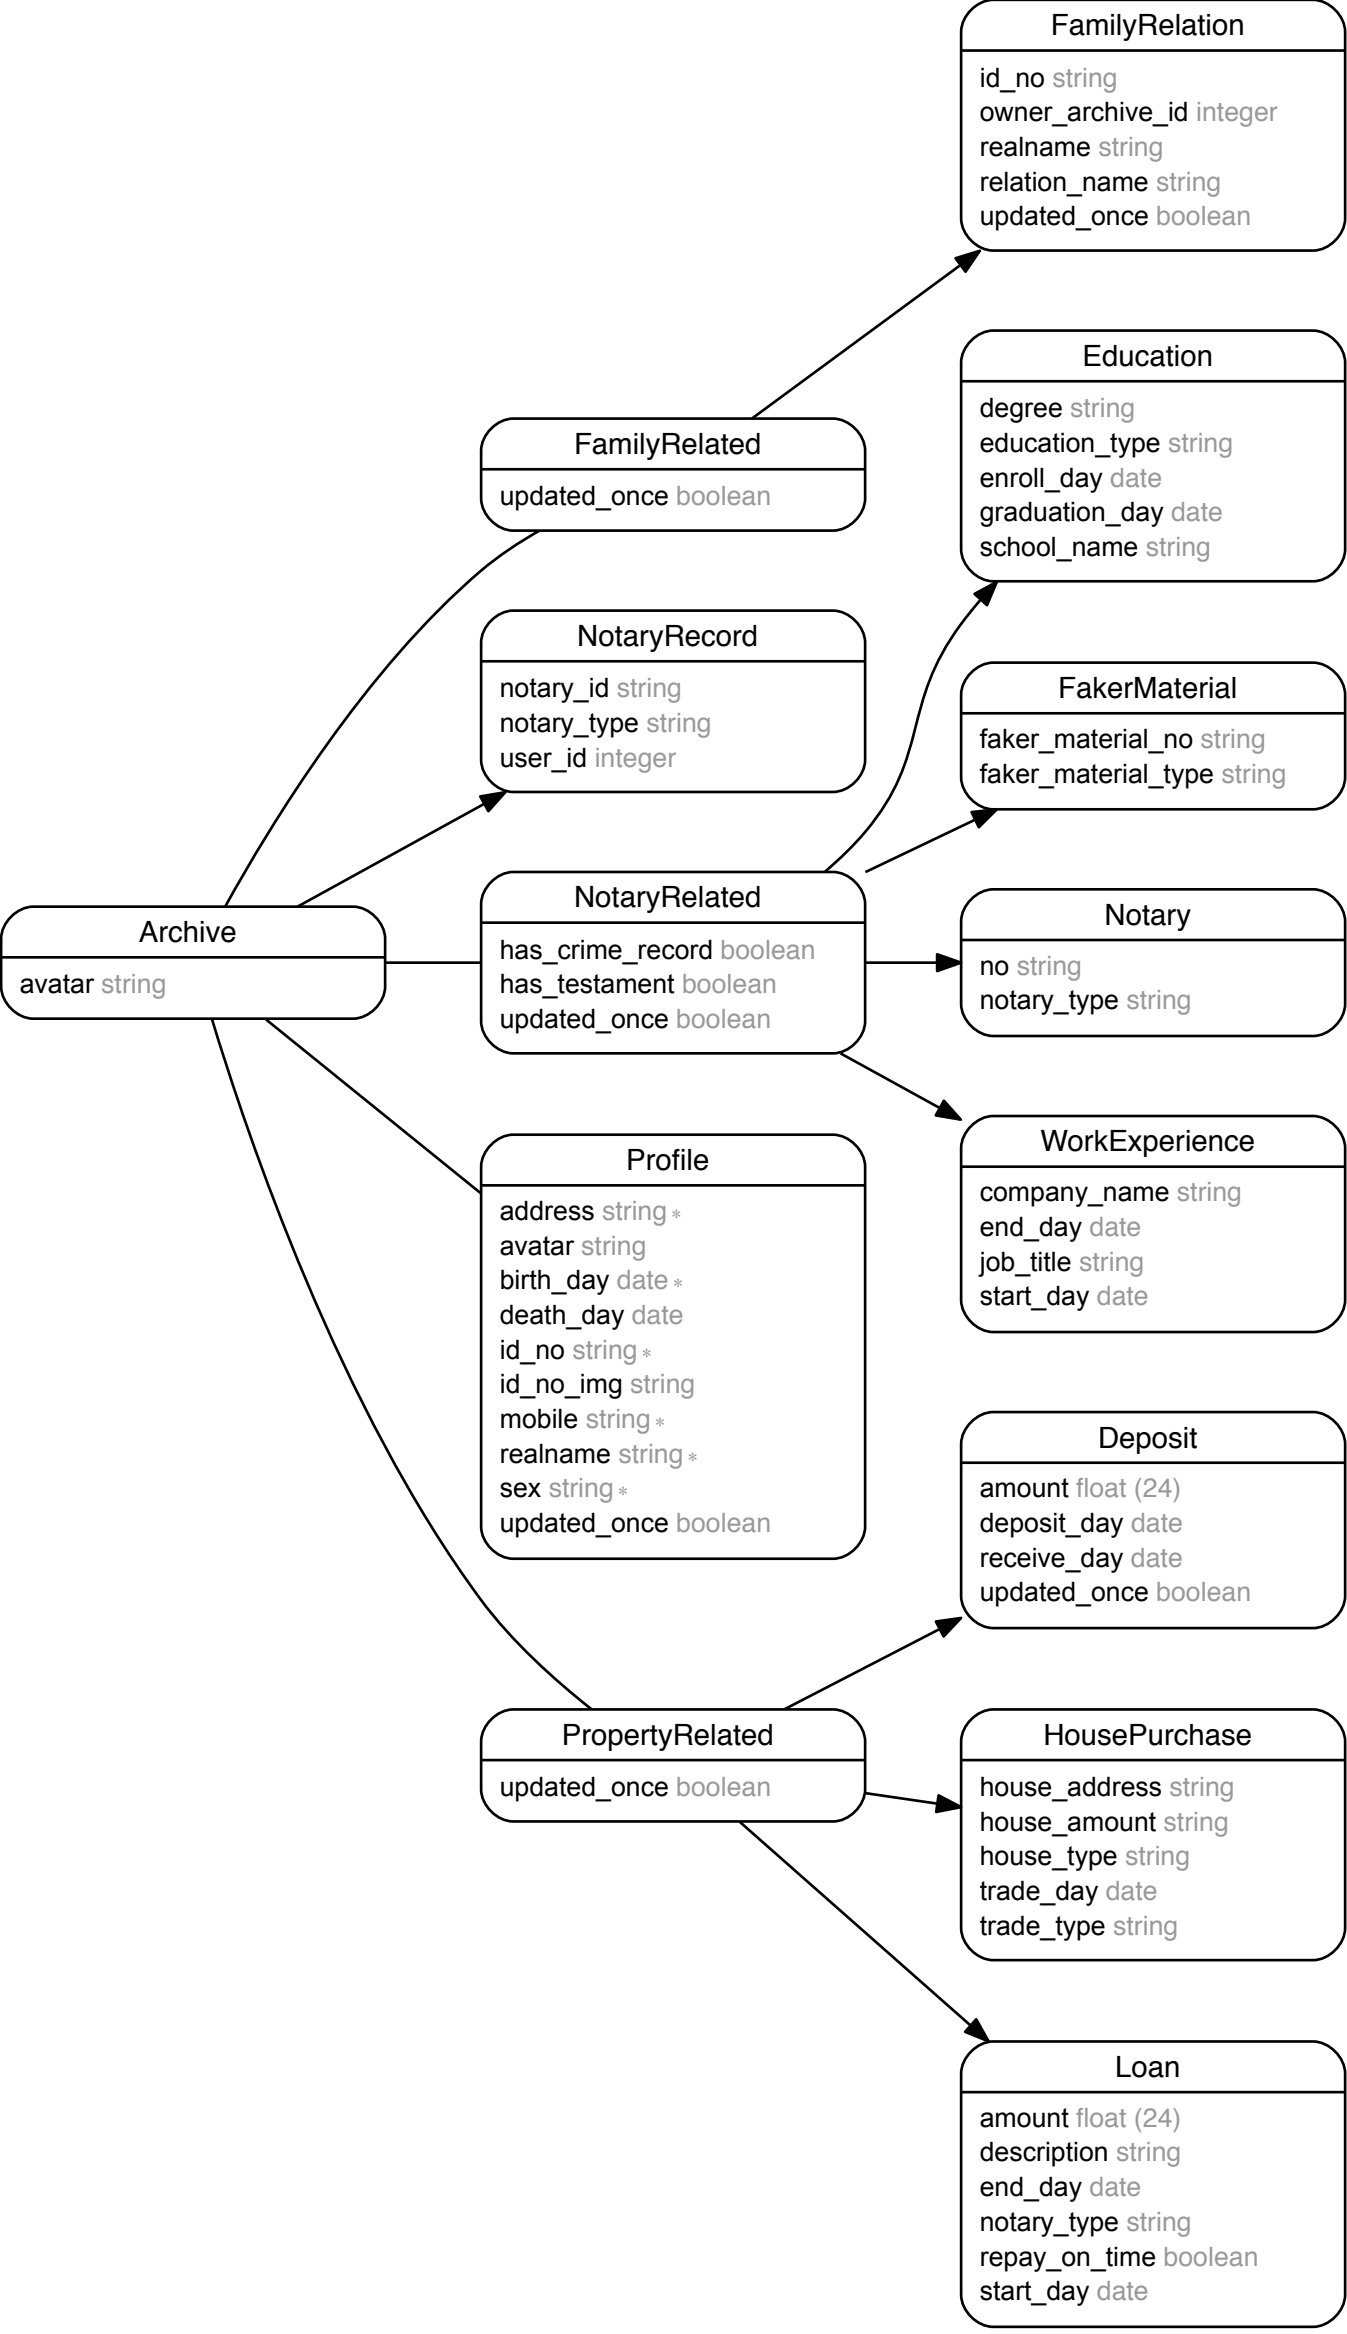 FamilyRelation
id_no string
owner_archive_id integer
realname string
relation_name string
updated_once boolean
Education
degree string
education_type string
enroll_day date
graduation_day date
school_name string
FamilyRelated
updated_once boolean
NotaryRecord
notary_id string
notary_type string
user_id integer
FakerMaterial
faker_material_no string
faker_material_type string
NotaryRelated
has_crime_record boolean
has_testament boolean
updated_once boolean
Archive
avatar string
Notary
no string
notary_type string
WorkExperience
company_name string
end_day date
job_title string
start_day date
Profile
address string *
avatar string
birth_day date *
death_day date
id_no string *
id_no_img string
mobile string *
realname string *
sex string *
updated_once boolean
Deposit
amount float (24)
deposit_day date
receive_day date
updated_once boolean
PropertyRelated
updated_once boolean
HousePurchase
house_address string
house_amount string
house_type string
trade_day date
trade_type string
Loan
amount float (24)
description string
end_day date
notary_type string
repay_on_time boolean
start_day date